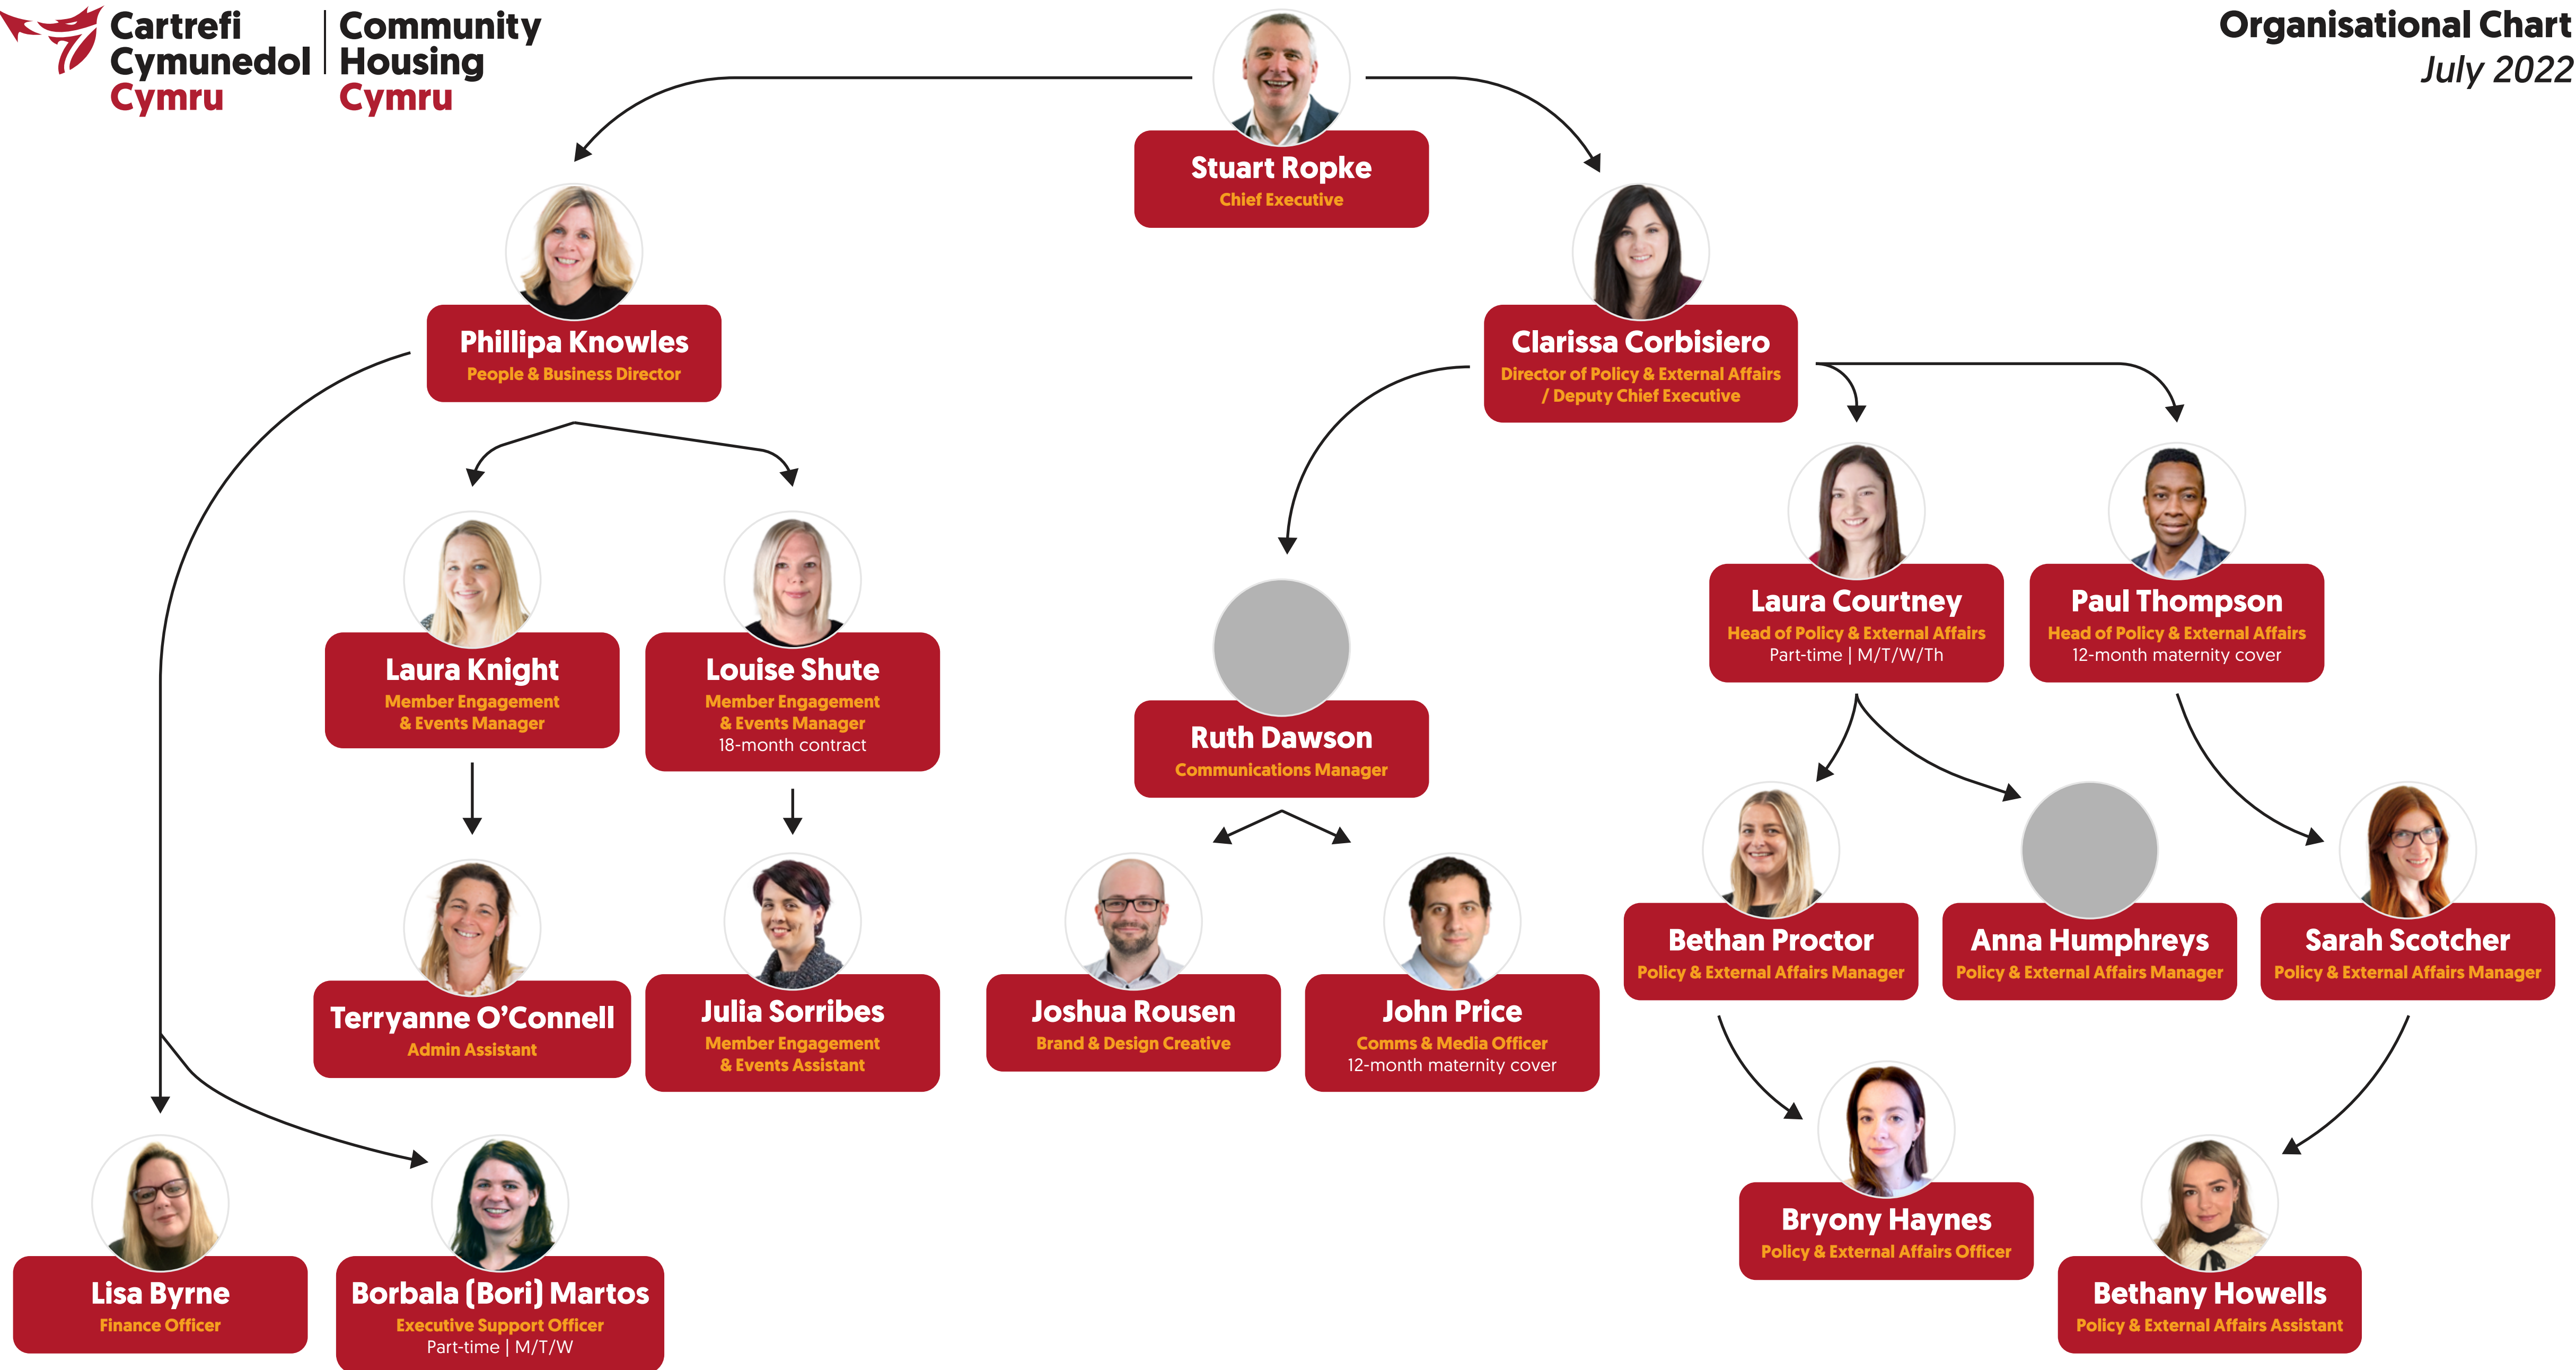 Cartrefi
Cymunedol
Cymru
Community
Housing
Cymru
Organisational Chart
July 2022
Stuart Ropke
Chief Executive
Phillipa Knowles
People & Business Director
Clarissa Corbisiero
Director of Policy & External Affairs
/ Deputy Chief Executive
Laura Knight
Member Engagement
& Events Manager
Louise Shute
Member Engagement
& Events Manager
18-month contract
Ruth Dawson
Communications Manager
Laura Courtney
Head of Policy & External Affairs
Part-time | M/T/W/Th
Paul Thompson
Head of Policy & External Affairs
12-month maternity cover
Terryanne O’Connell
Admin Assistant
Julia Sorribes
Member Engagement
& Events Assistant
Joshua Rousen
Brand & Design Creative
John Price
Comms & Media Officer
12-month maternity cover
Bethan Proctor
Policy & External Affairs Manager
Anna Humphreys
Policy & External Affairs Manager
Sarah Scotcher
Policy & External Affairs Manager
Lisa Byrne
Finance Officer
Borbala (Bori) Martos
Executive Support Officer
Part-time | M/T/W
Bryony Haynes
Policy & External Affairs Officer
Bethany Howells
Policy & External Affairs Assistant